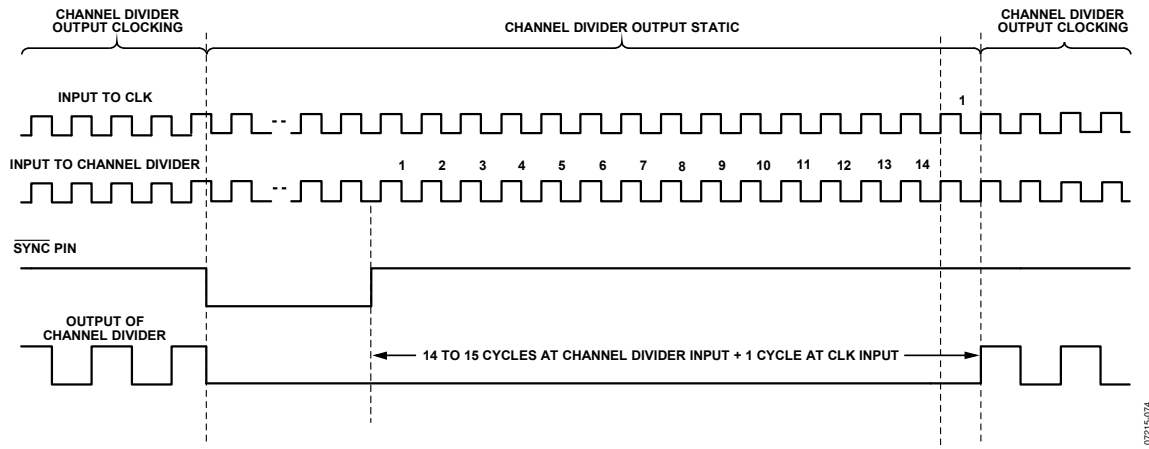 CHANNEL DIVIDER
OUTPUT CLOCKING
CHANNEL DIVIDER OUTPUT STATIC
CHANNEL DIVIDER
OUTPUT CLOCKING
INPUT TO CLK
1
INPUT TO CHANNEL DIVIDER
1 2 3 4 5 6 7 8 9 10 11 12 13 14
SYNC PIN
OUTPUT OF
CHANNEL DIVIDER
14 TO 15 CYCLES AT CHANNEL DIVIDER INPUT + 1 CYCLE AT CLK INPUT
07215-074